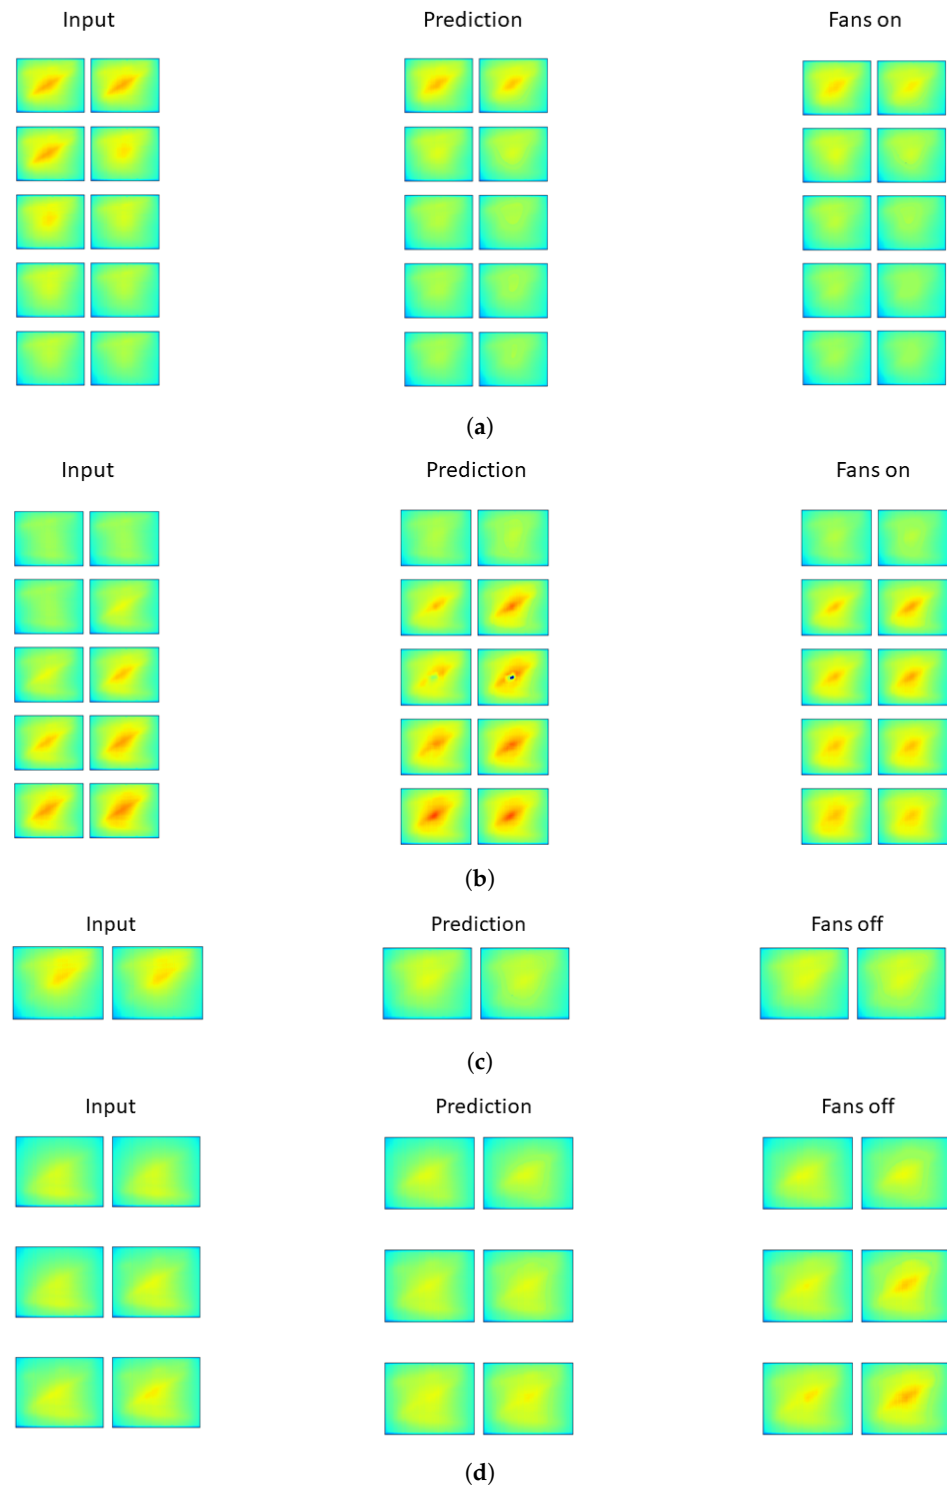 Input Prediction Fans on
(a)
Input Prediction Fans on
(b)
Input Prediction Fans off
(c)
Input Prediction Fans off
(d)